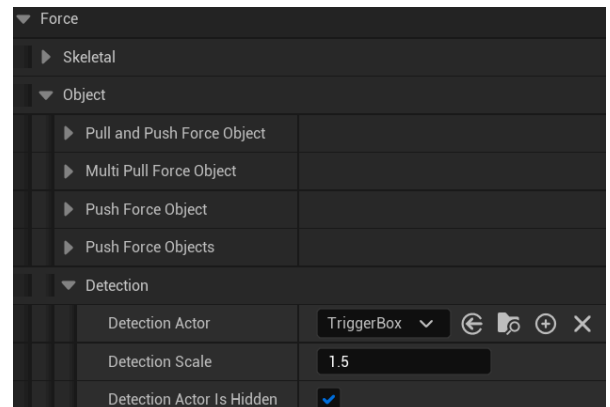 Force
Skeletal
Object
Pull and Push Force Object
Multi Pull Force Object
Push Force Object
Push Force Objects
Detection
Detection Actor TriggerBox
Detection Scale 1.5
Detection Actor Is Hidden